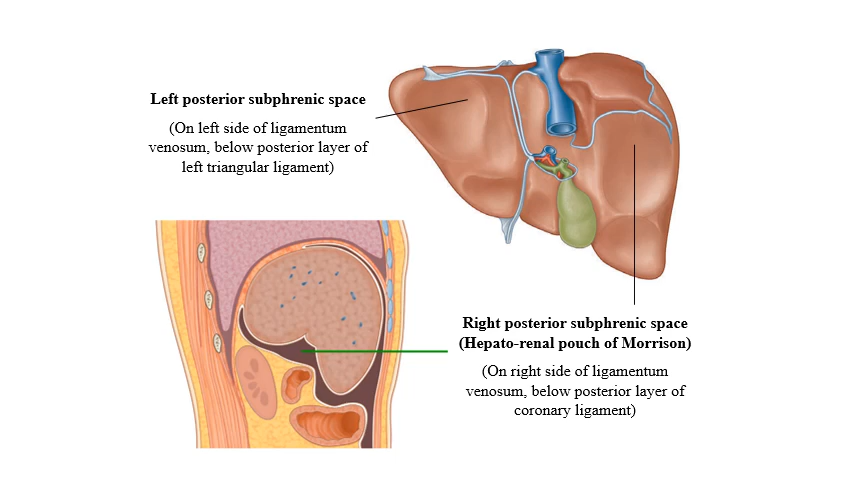 Left posterior subphrenic space
(On left side of ligamentum
venosum, below posterior layer of
left triangular ligament)
Right posterior subphrenic space
(Hepato-renal pouch of Morrison)
(On right side of ligamentum
venosum, below posterior layer of
coronary ligament)